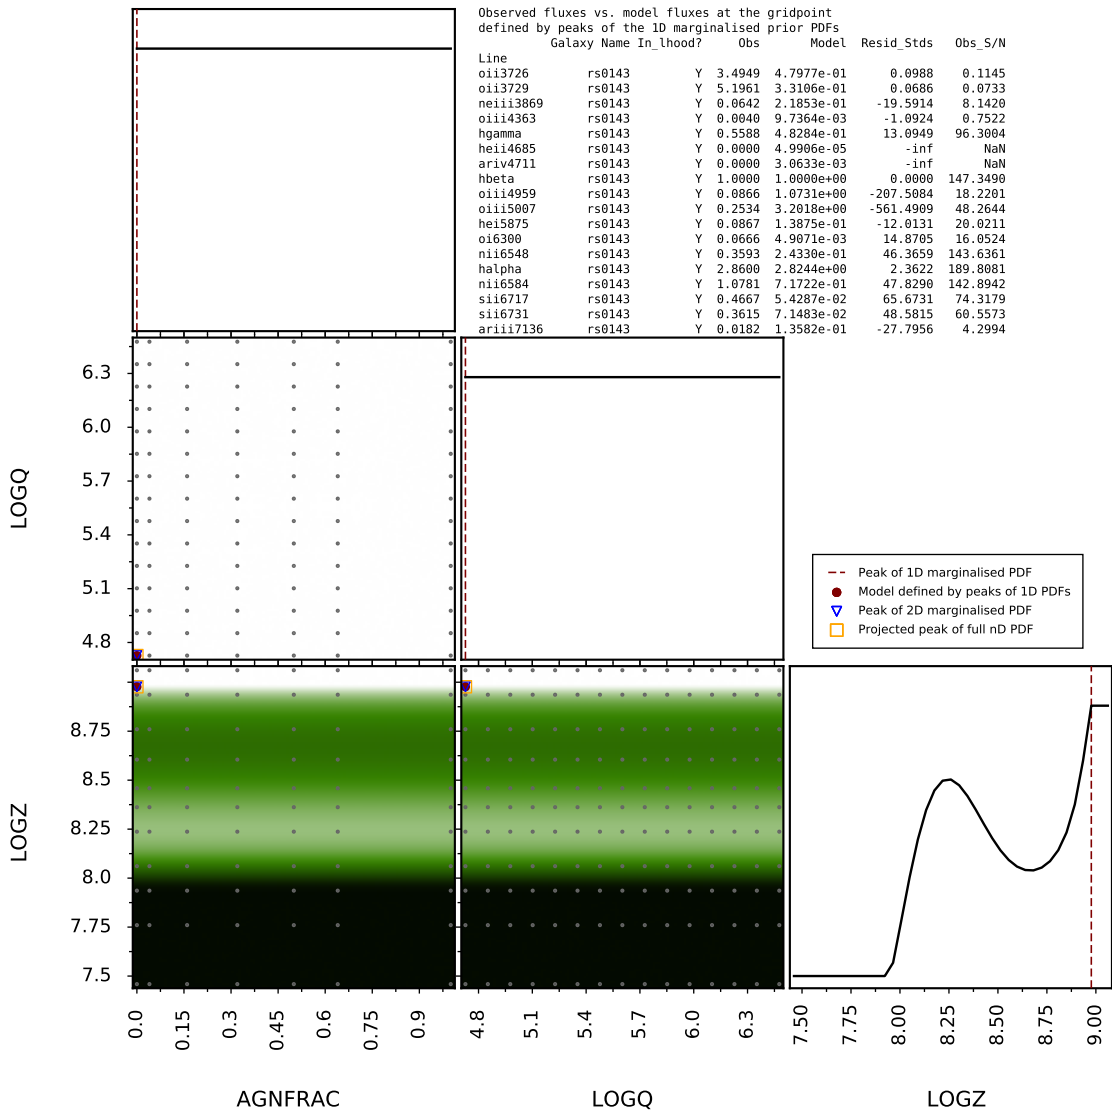 Observed fluxes vs. model fluxes at the gridpoint
defined by peaks of the 1D marginalised prior PDFs
Galaxy Name In_lhood? Obs Model Resid_Stds Obs_S/N
Line
oii3726 rs0143 Y 3.4949 4.7977e-01 0.0988 0.1145
oii3729 rs0143 Y 5.1961 3.3106e-01 0.0686 0.0733
neiii3869 rs0143 Y 0.0642 2.1853e-01 -19.5914 8.1420
oiii4363 rs0143 Y 0.0040 9.7364e-03 -1.0924 0.7522
hgamma rs0143 Y 0.5588 4.8284e-01 13.0949 96.3004
heii4685 rs0143 Y 0.0000 4.9906e-05 -inf NaN
ariv4711 rs0143 Y 0.0000 3.0633e-03 -inf NaN
hbeta rs0143 Y 1.0000 1.0000e+00 0.0000 147.3490
oiii4959 rs0143 Y 0.0866 1.0731e+00 -207.5084 18.2201
oiii5007 rs0143 Y 0.2534 3.2018e+00 -561.4909 48.2644
hei5875 rs0143 Y 0.0867 1.3875e-01 -12.0131 20.0211
oi6300 rs0143 Y 0.0666 4.9071e-03 14.8705 16.0524
nii6548 rs0143 Y 0.3593 2.4330e-01 46.3659 143.6361
halpha rs0143 Y 2.8600 2.8244e+00 2.3622 189.8081
nii6584 rs0143 Y 1.0781 7.1722e-01 47.8290 142.8942
sii6717 rs0143 Y 0.4667 5.4287e-02 65.6731 74.3179
sii6731 rs0143 Y 0.3615 7.1483e-02 48.5815 60.5573
ariii7136 rs0143 Y 0.0182 1.3582e-01 -27.7956 4.2994
6.3
6.0
5.7
5.4
5.1
4.8
LOGQ
Peak of 1D marginalised PDF
Model defined by peaks of 1D PDFs
Peak of 2D marginalised PDF
Projected peak of full nD PDF
8.75
8.5
8.25
8.0
7.75
7.5
LOGZ
0.0 0.15 0.3 0.45 0.6 0.75 0.9
4.8 5.1 5.4 5.7 6.0 6.3
7.50 7.75 8.00 8.25 8.50 8.75 9.00
AGNFRAC LOGQ LOGZ